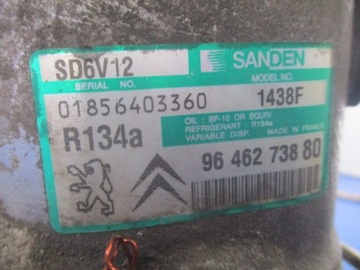 SD6V12
SANDEN
SERIAL NO.
MODEL NO.
01856403360
1438F
R134a
OIL : SP-10 OR EQUIV.
REFRIGERANT : R134a
VARIABLE DISP.
MADE IN FRANCE
96 462 738 80